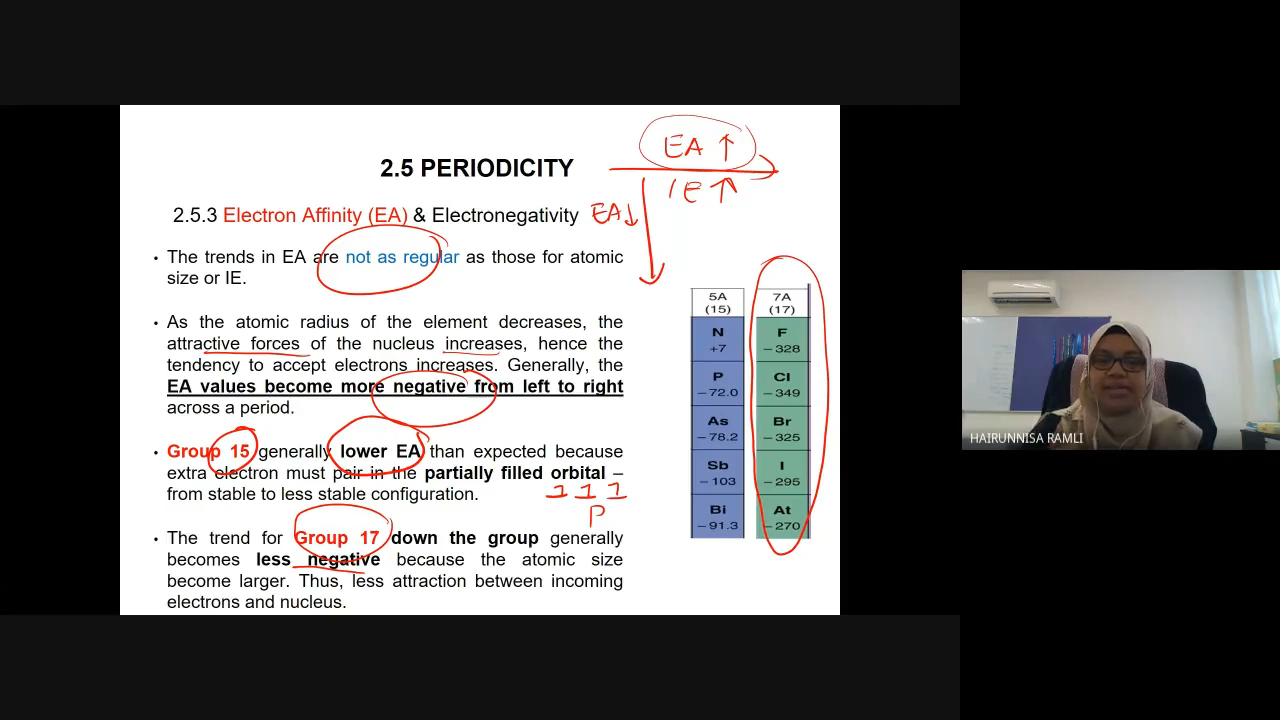 2.5 PERIODICITY
EA ↑
IE ↑
EA↓
2.5.3 Electron Affinity (EA) & Electronegativity
• The trends in EA are not as regular as those for atomic
size or IE.
• As the atomic radius of the element decreases, the
attractive forces of the nucleus increases, hence the
tendency to accept electrons increases. Generally, the
EA values become more negative from left to right
across a period.
• Group 15 generally lower EA than expected because
extra electron must pair in the partially filled orbital –
from stable to less stable configuration.
1 1 1
P
• The trend for Group 17 down the group generally
becomes less negative because the atomic size
become larger. Thus, less attraction between incoming
electrons and nucleus.
5A
(15)
N
+7
P
−72.0
As
−78.2
Sb
−103
Bi
−91.3
7A
(17)
F
−328
Cl
−349
Br
−325
I
−295
At
−270
HAIRUNNISA RAMLI